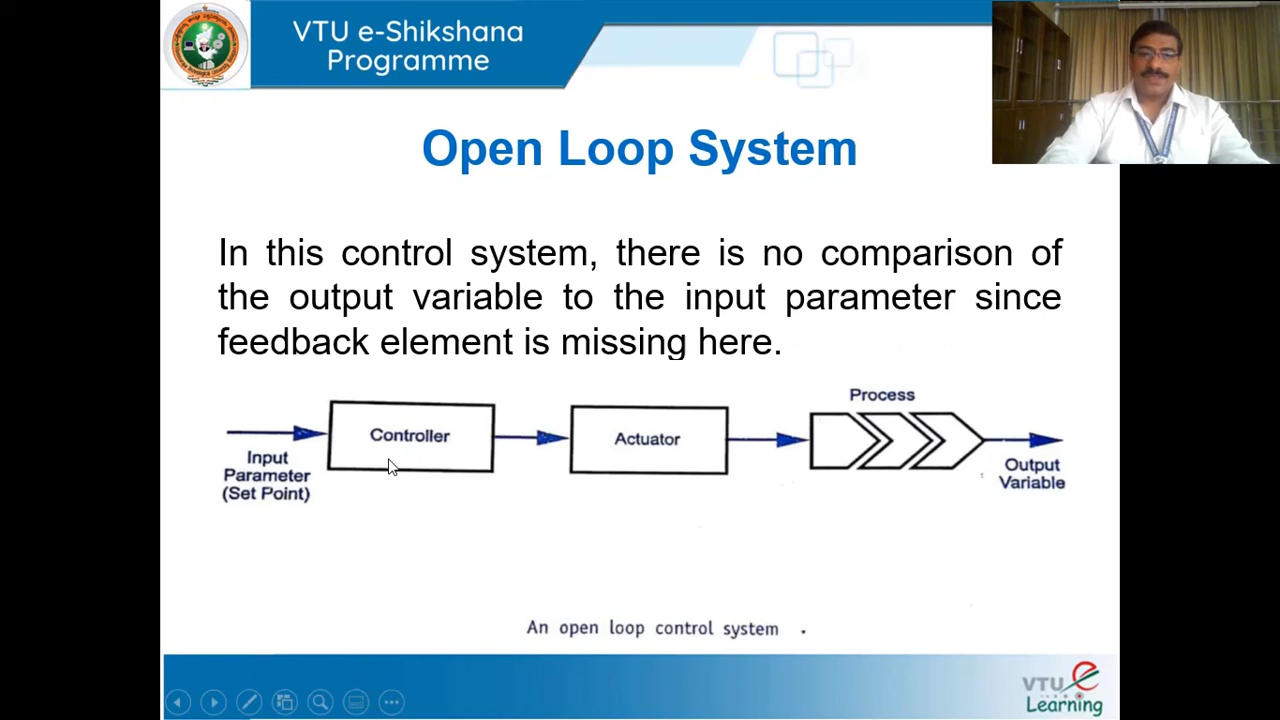 VTU e-Shikshana
Programme
Open Loop System
In this control system, there is no comparison of
the output variable to the input parameter since
feedback element is missing here.
Process
Controller
Actuator
Input
Parameter
(Set Point)
Output
Variable
An open loop control system .
VTU e
Learning